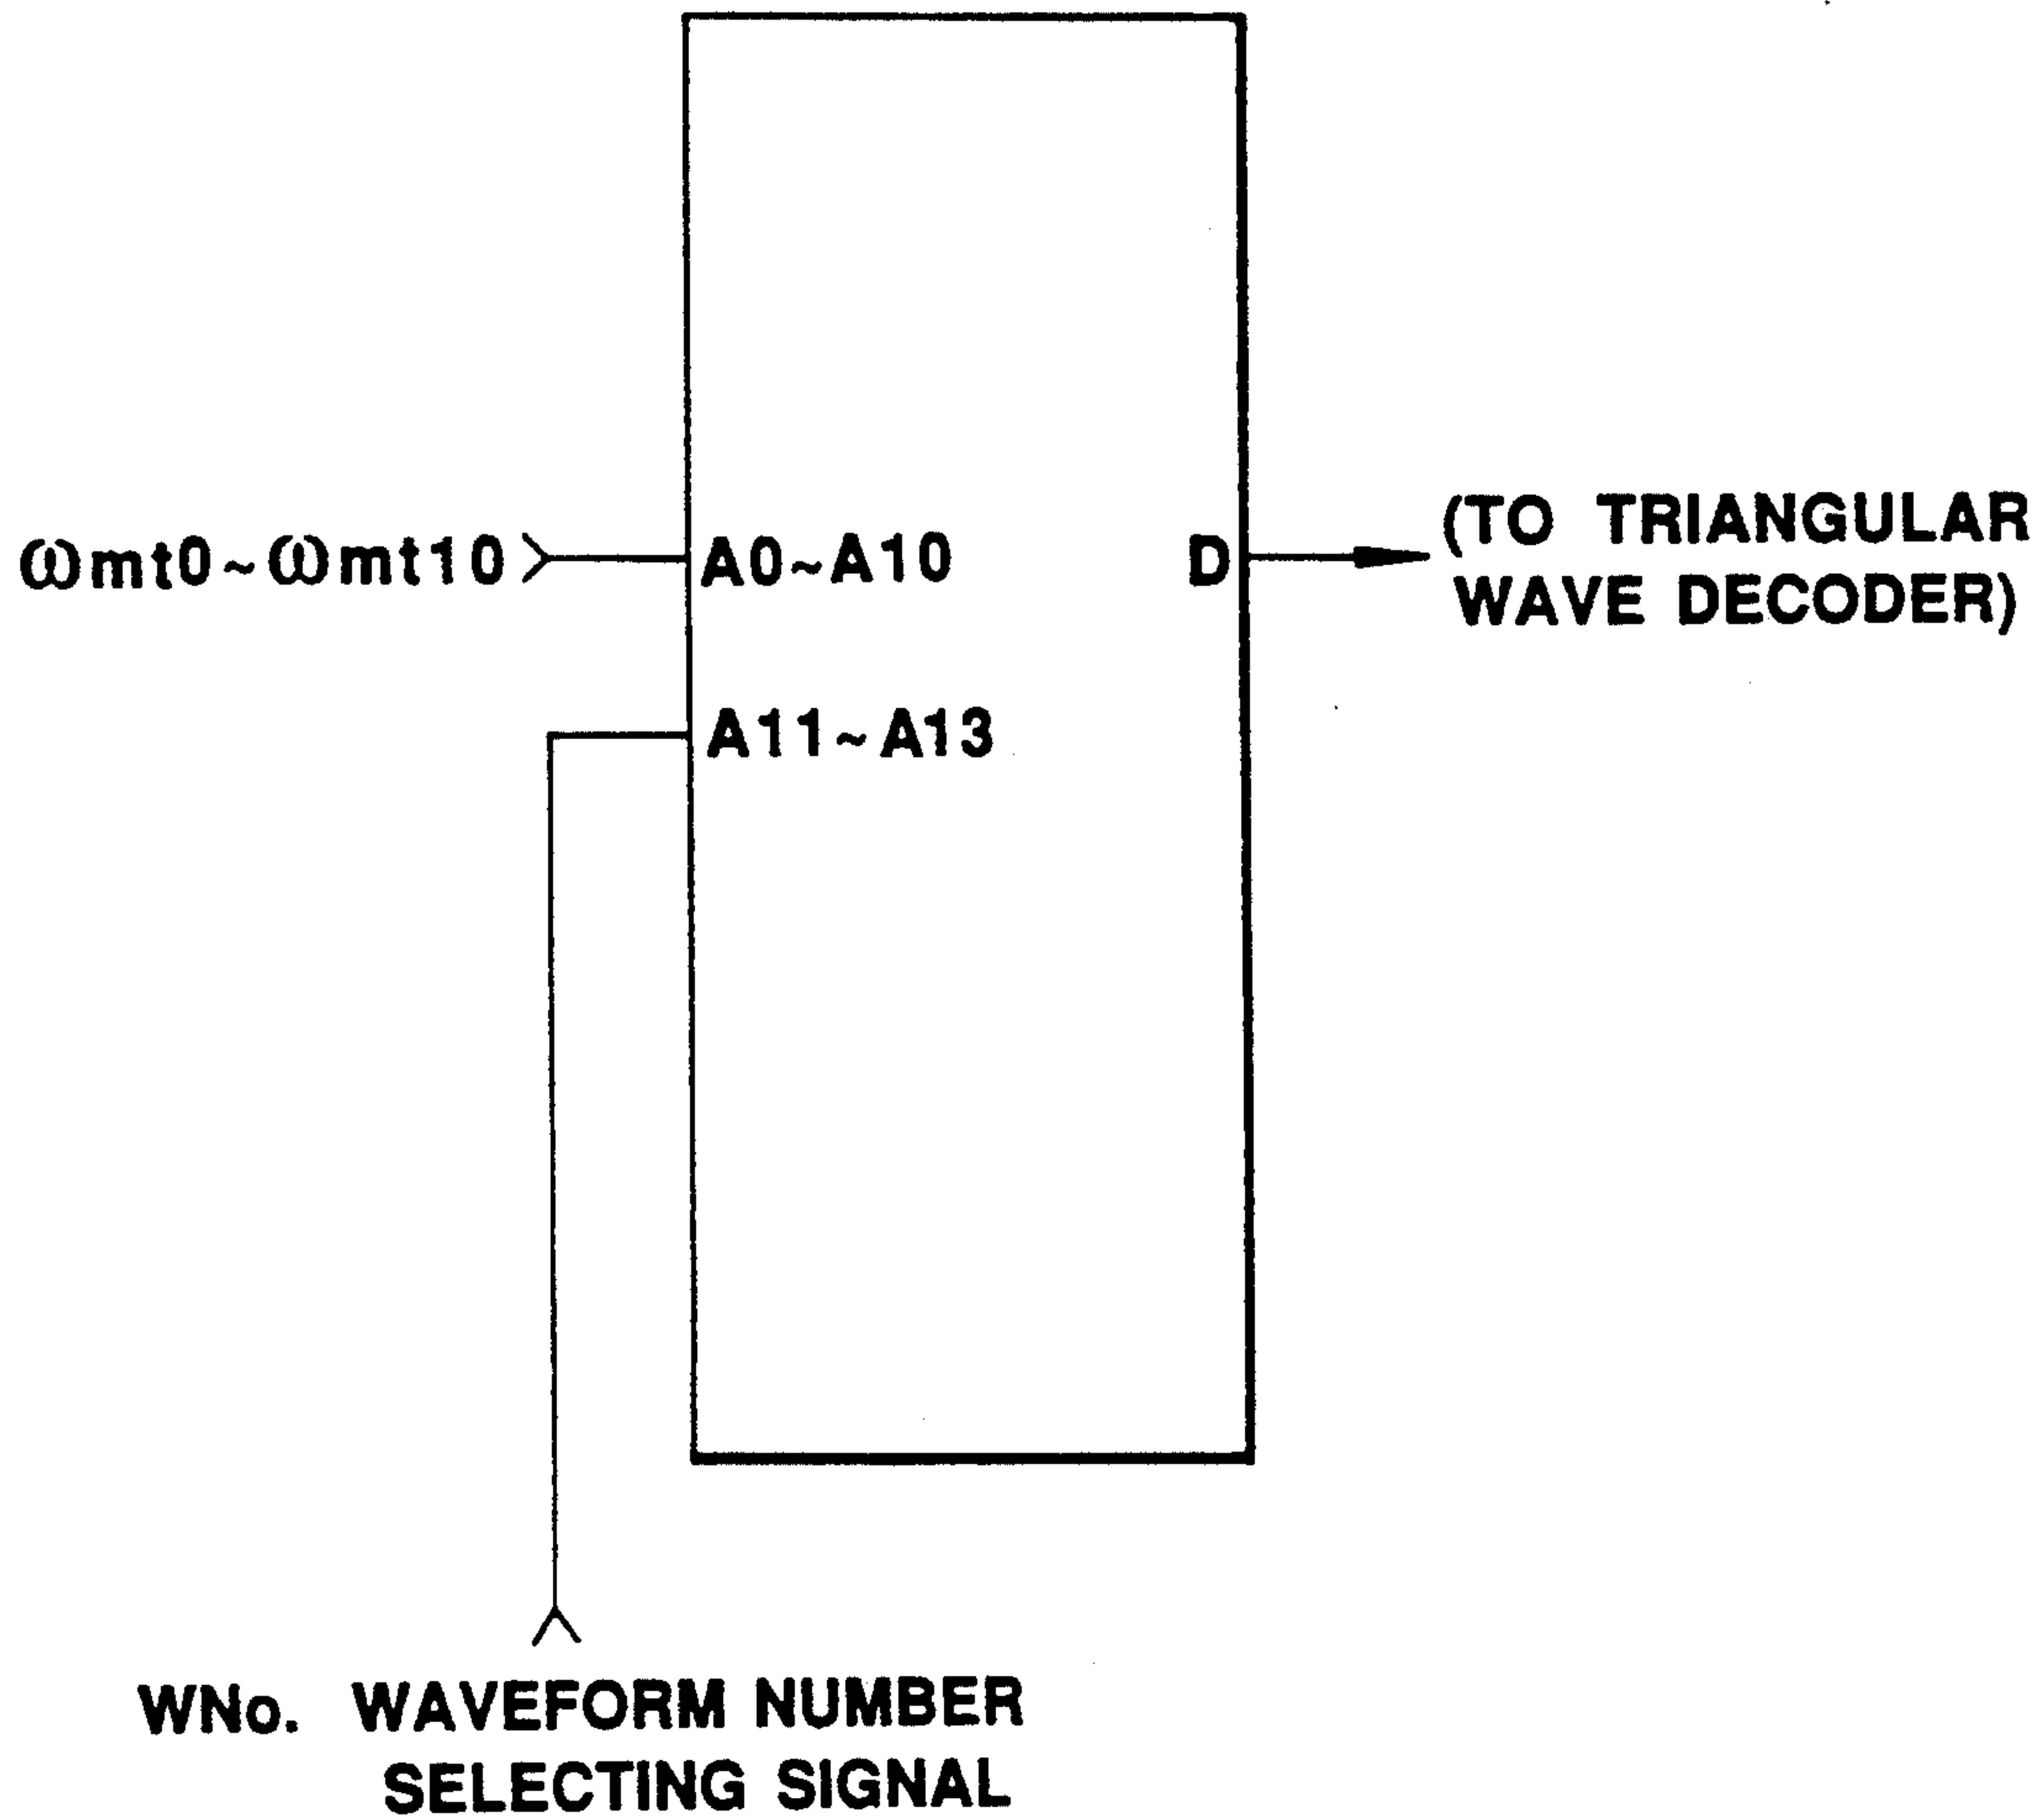 ωmt0~ωmt10
A0~A10
D
(TO TRIANGULAR
WAVE DECODER)
A11~A13
WNo. WAVEFORM NUMBER
SELECTING SIGNAL